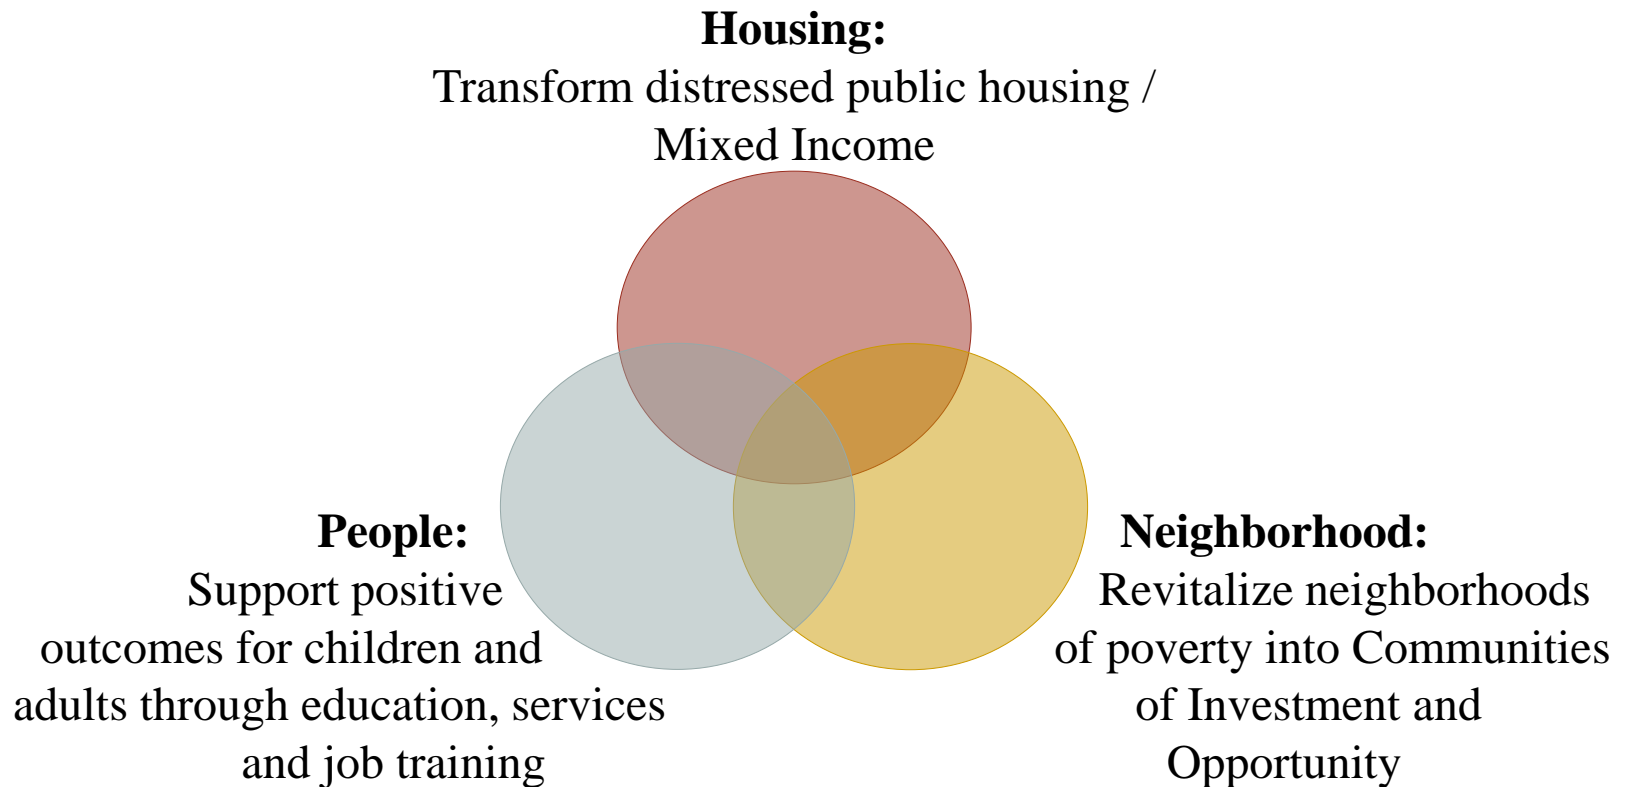 Housing:
Transform distressed public housing /
Mixed Income
People:
Support positive
outcomes for children and
adults through education, services
and job training
Neighborhood:
Revitalize neighborhoods
of poverty into Communities
of Investment and
Opportunity